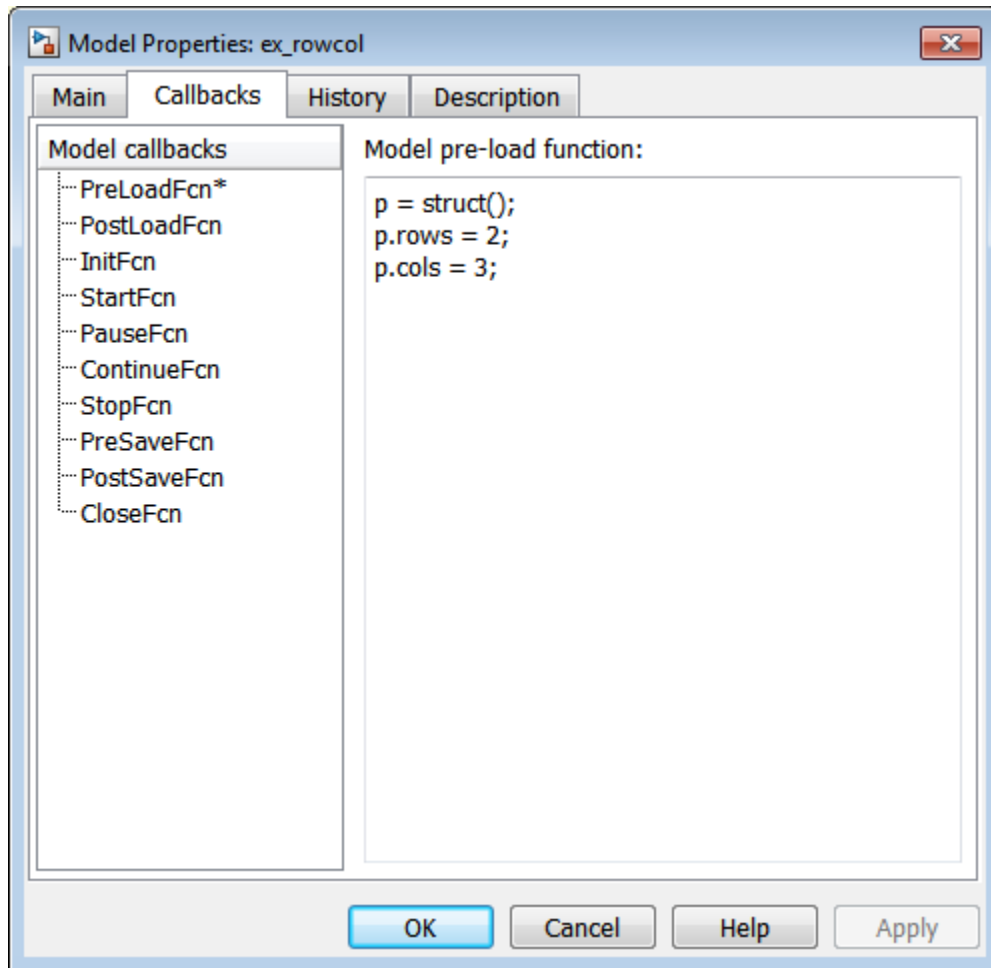 Model Properties: ex_rowcol
Main Callbacks History Description
Model callbacks
PreLoadFcn*
PostLoadFcn
InitFcn
StartFcn
PauseFcn
ContinueFcn
StopFcn
PreSaveFcn
PostSaveFcn
CloseFcn
Model pre-load function:
p = struct();
p.rows = 2;
p.cols = 3;
OK Cancel Help Apply